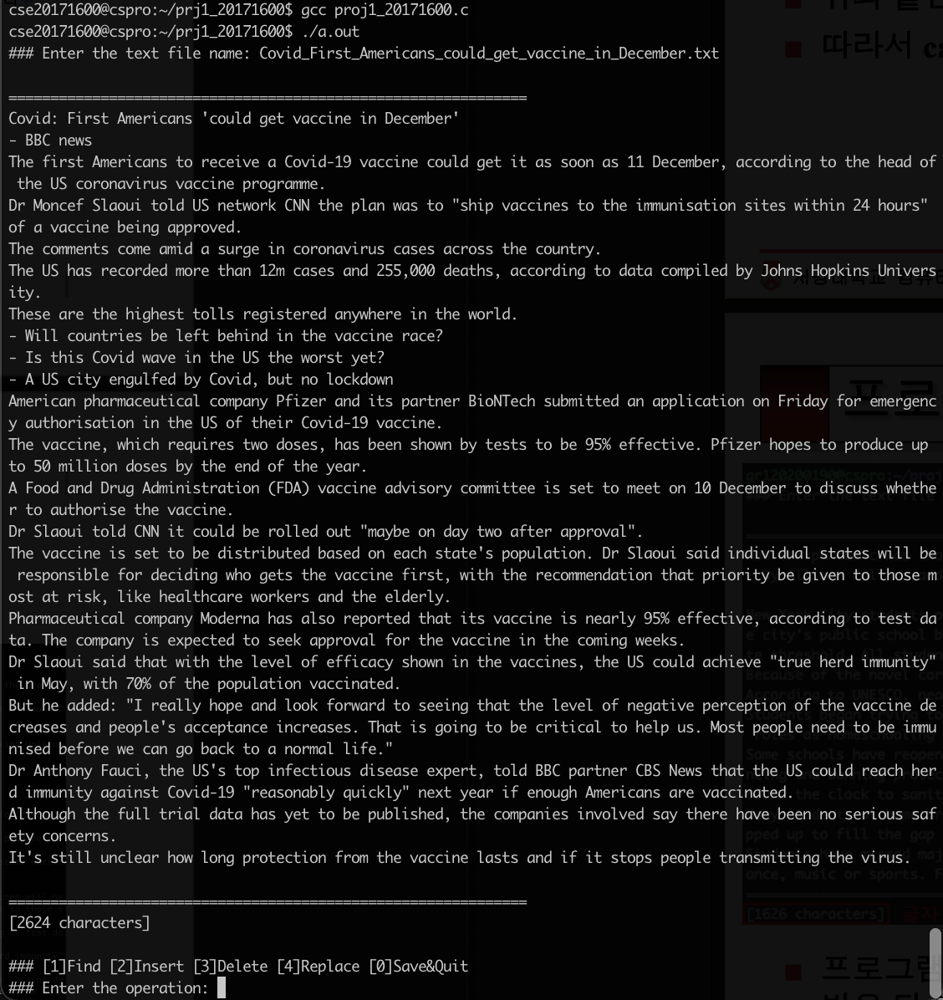 cse20171600@cspro:~/prj1_20171600$ gcc proj1_20171600.c
cse20171600@cspro:~/prj1_20171600$ ./a.out
### Enter the text file name: Covid_First_Americans_could_get_vaccine_in_December.txt
==============================================================
Covid: First Americans 'could get vaccine in December'
- BBC news
The first Americans to receive a Covid-19 vaccine could get it as soon as 11 December, according to the head of
 the US coronavirus vaccine programme.
Dr Moncef Slaoui told US network CNN the plan was to "ship vaccines to the immunisation sites within 24 hours"
of a vaccine being approved.
The comments come amid a surge in coronavirus cases across the country.
The US has recorded more than 12m cases and 255,000 deaths, according to data compiled by Johns Hopkins Univers
ity.
These are the highest tolls registered anywhere in the world.
- Will countries be left behind in the vaccine race?
- Is this Covid wave in the US the worst yet?
- A US city engulfed by Covid, but no lockdown
American pharmaceutical company Pfizer and its partner BioNTech submitted an application on Friday for emergenc
y authorisation in the US of their Covid-19 vaccine.
The vaccine, which requires two doses, has been shown by tests to be 95% effective. Pfizer hopes to produce up
to 50 million doses by the end of the year.
A Food and Drug Administration (FDA) vaccine advisory committee is set to meet on 10 December to discuss whethe
r to authorise the vaccine.
Dr Slaoui told CNN it could be rolled out "maybe on day two after approval".
The vaccine is set to be distributed based on each state's population. Dr Slaoui said individual states will be
 responsible for deciding who gets the vaccine first, with the recommendation that priority be given to those m
ost at risk, like healthcare workers and the elderly.
Pharmaceutical company Moderna has also reported that its vaccine is nearly 95% effective, according to test da
ta. The company is expected to seek approval for the vaccine in the coming weeks.
Dr Slaoui said that with the level of efficacy shown in the vaccines, the US could achieve "true herd immunity"
 in May, with 70% of the population vaccinated.
But he added: "I really hope and look forward to seeing that the level of negative perception of the vaccine de
creases and people's acceptance increases. That is going to be critical to help us. Most people need to be immu
nised before we can go back to a normal life."
Dr Anthony Fauci, the US's top infectious disease expert, told BBC partner CBS News that the US could reach her
d immunity against Covid-19 "reasonably quickly" next year if enough Americans are vaccinated.
Although the full trial data has yet to be published, the companies involved say there have been no serious saf
ety concerns.
It's still unclear how long protection from the vaccine lasts and if it stops people transmitting the virus.
==============================================================
[2624 characters]
### [1]Find [2]Insert [3]Delete [4]Replace [0]Save&Quit
### Enter the operation:
따라서
[1626 characters]
프로그램